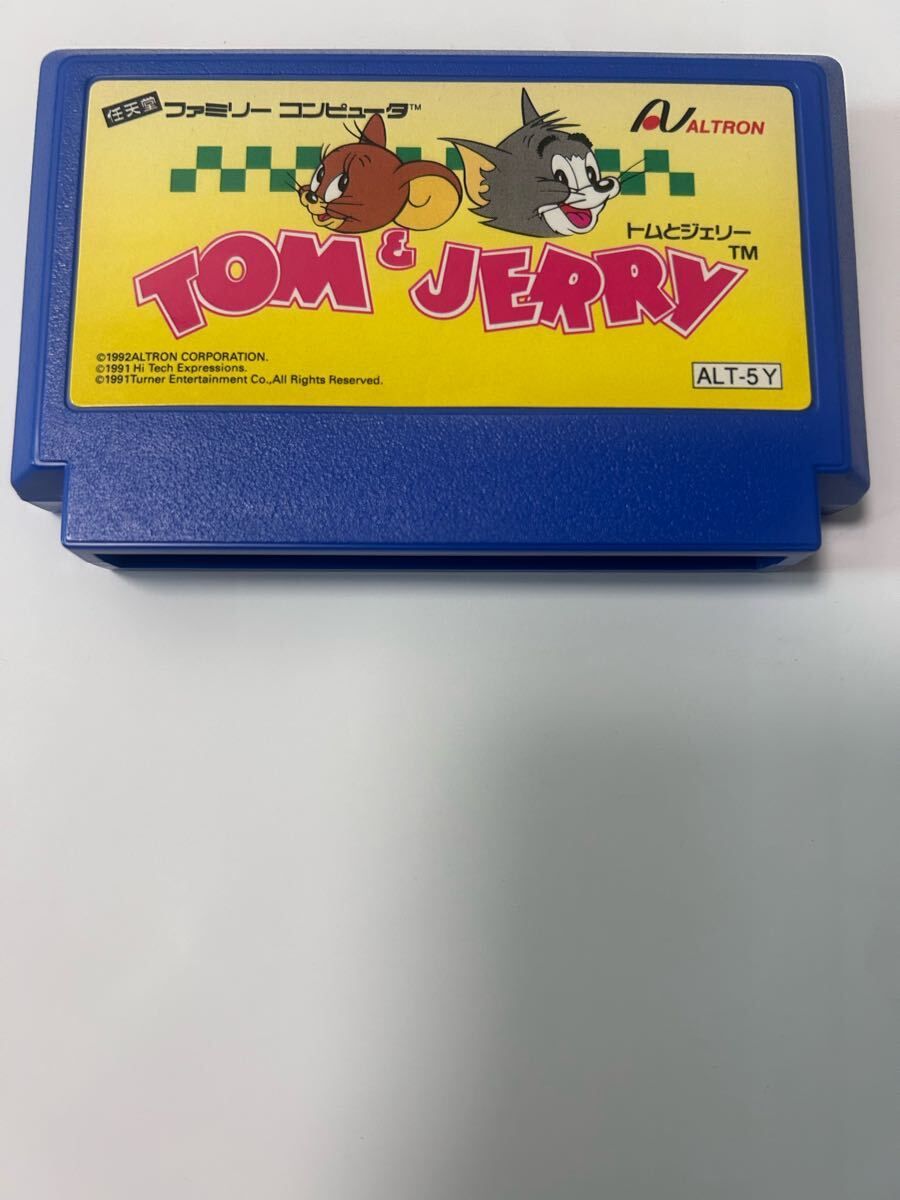 任天堂 ファミリー コンピュータ™
ALTRON
トムとジェリー
TOM & JERRY™
©1992ALTRON CORPORATION.
©1991 Hi Tech Expressions.
©1991Turner Entertainment Co.,All Rights Reserved.
ALT-5Y